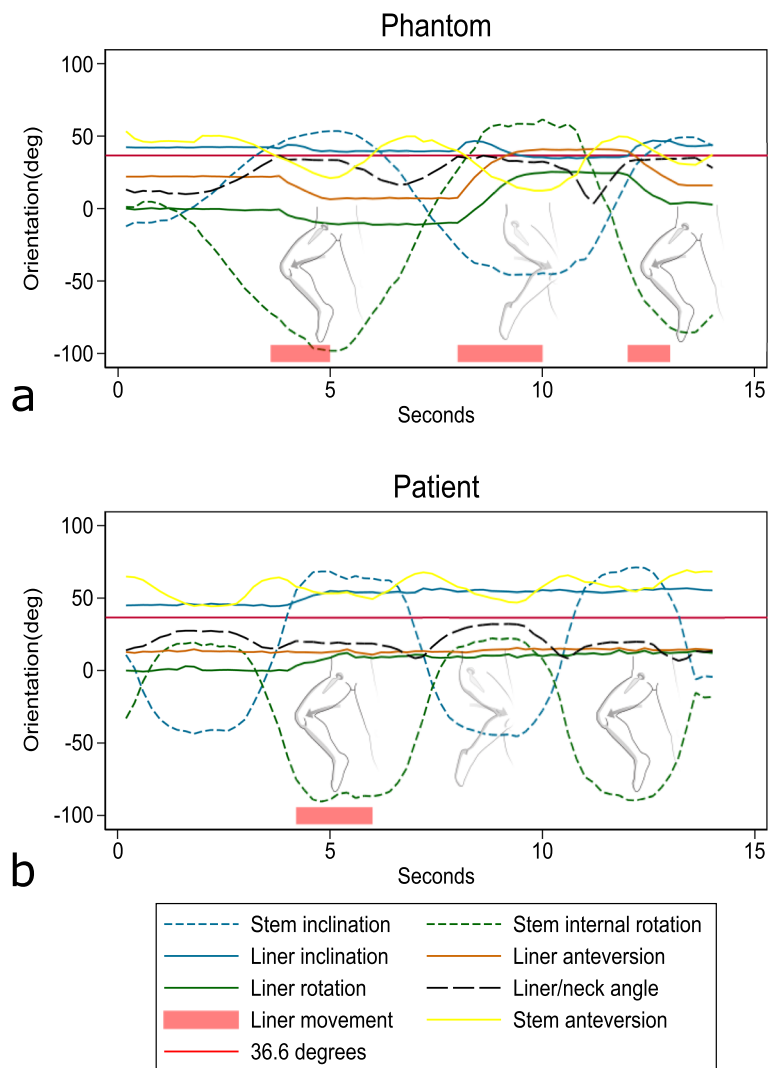 Phantom
100
50
0
-50
-100
Orientation(deg)
0 5 10 15
Seconds
a
Patient
100
50
0
-50
-100
Orientation(deg)
0 5 10 15
Seconds
b
Stem inclination Stem internal rotation
Liner inclination Liner anteversion
Liner rotation Liner/neck angle
Liner movement Stem anteversion
36.6 degrees